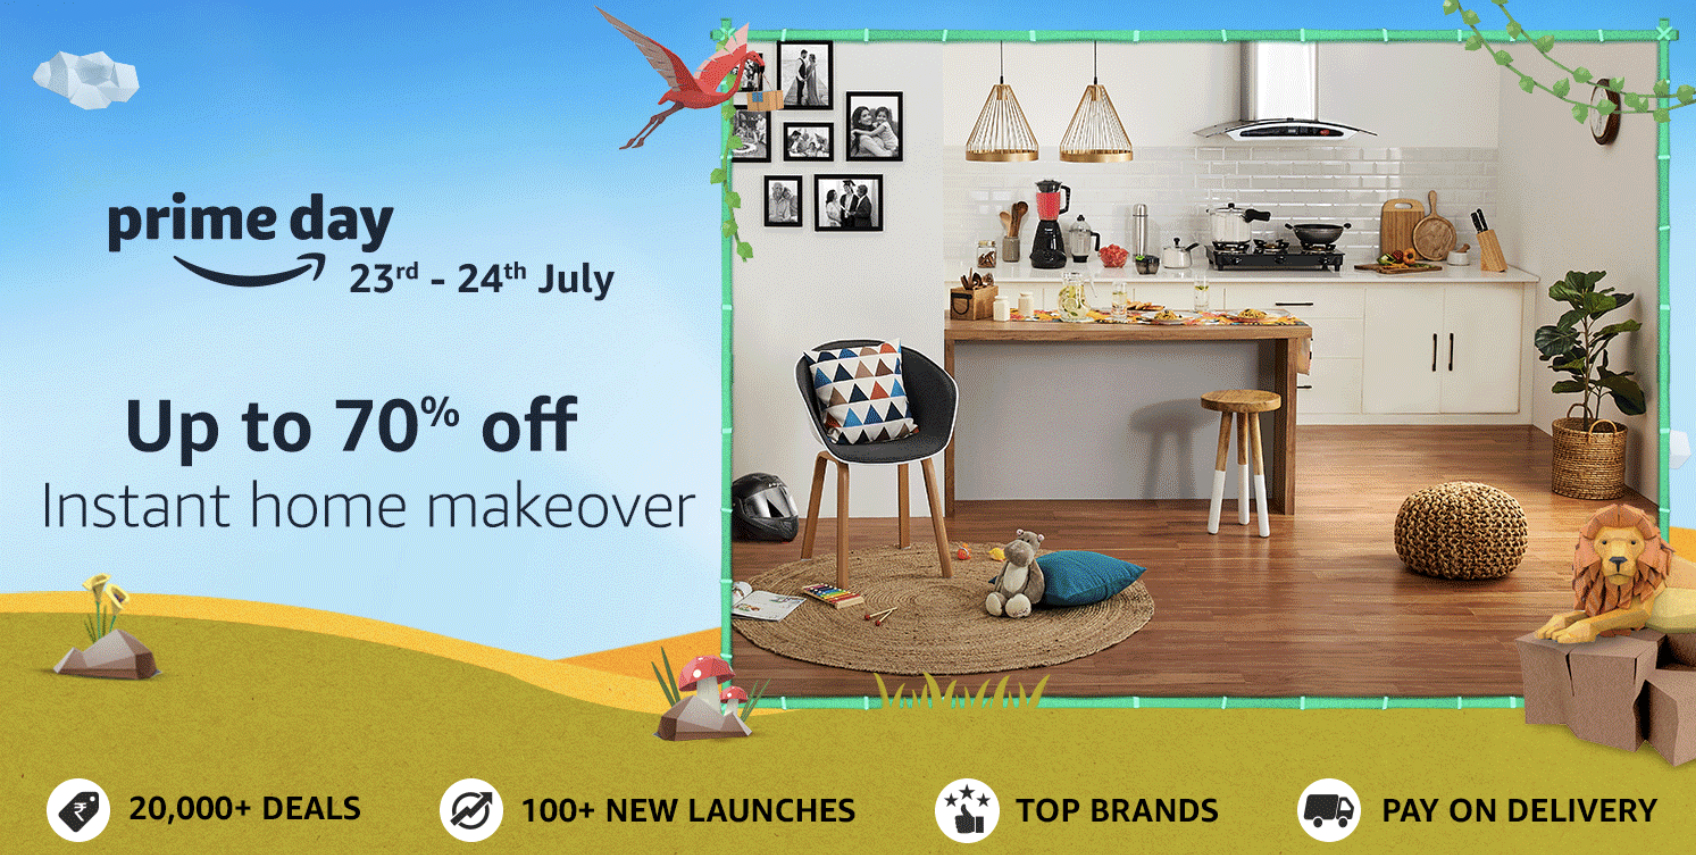 prime day
23rd - 24th July
Up to 70% off
Instant home makeover
20,000+ DEALS
100+ NEW LAUNCHES
TOP BRANDS
PAY ON DELIVERY